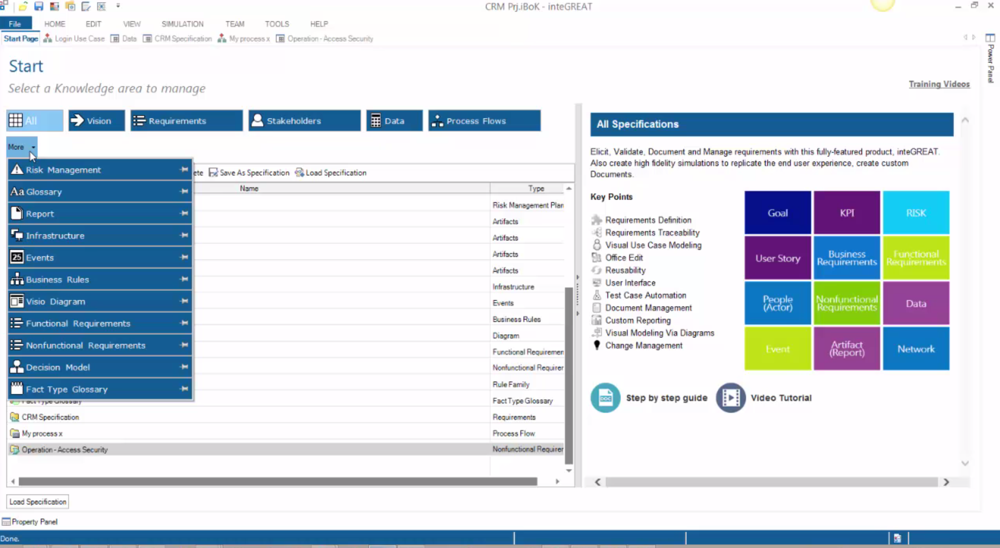 CRM Prj.iBoK - inteGREAT
File HOME EDIT VIEW SIMULATION TEAM TOOLS HELP
Start Page Login Use Case Data CRM Specification My process x Operation - Access Security
Power Panel
Start
Select a Knowledge area to manage
Training Videos
All Vision Requirements Stakeholders Data Process Flows
More
Risk Management
Glossary
Report
Infrastructure
25 Events
Business Rules
Visio Diagram
Functional Requirements
Nonfunctional Requirements
Decision Model
Aa
Fact Type Glossary
ete Save As Specification Load Specification
Name Type
Risk Management Plan
Artifacts
Artifacts
Artifacts
Artifacts
Infrastructure
Events
Business Rules
Diagram
Functional Requiremen
Nonfunctional Requirer
Rule Family
Fact Type Glossary Fact Type Glossary
CRM Specification Requirements
My process x Process Flow
Operation - Access Security Nonfunctional Requirer
Load Specification
All Specifications
Elicit, Validate, Document and Manage requirements with this fully-featured product, inteGREAT.
Also create high fidelity simulations to replicate the end user experience, create custom
Documents.
Key Points
Requirements Definition
Requirements Traceability
Visual Use Case Modeling
Office Edit
Reusability
User Interface
Test Case Automation
Document Management
Custom Reporting
Visual Modeling Via Diagrams
Change Management
Goal KPI RISK
User Story Business Requirements Functional Requirements
People (Actor) Nonfunctional Requirements Data
Event Artifact (Report) Network
DOC Step by step guide Video Tutorial
Property Panel
Done.